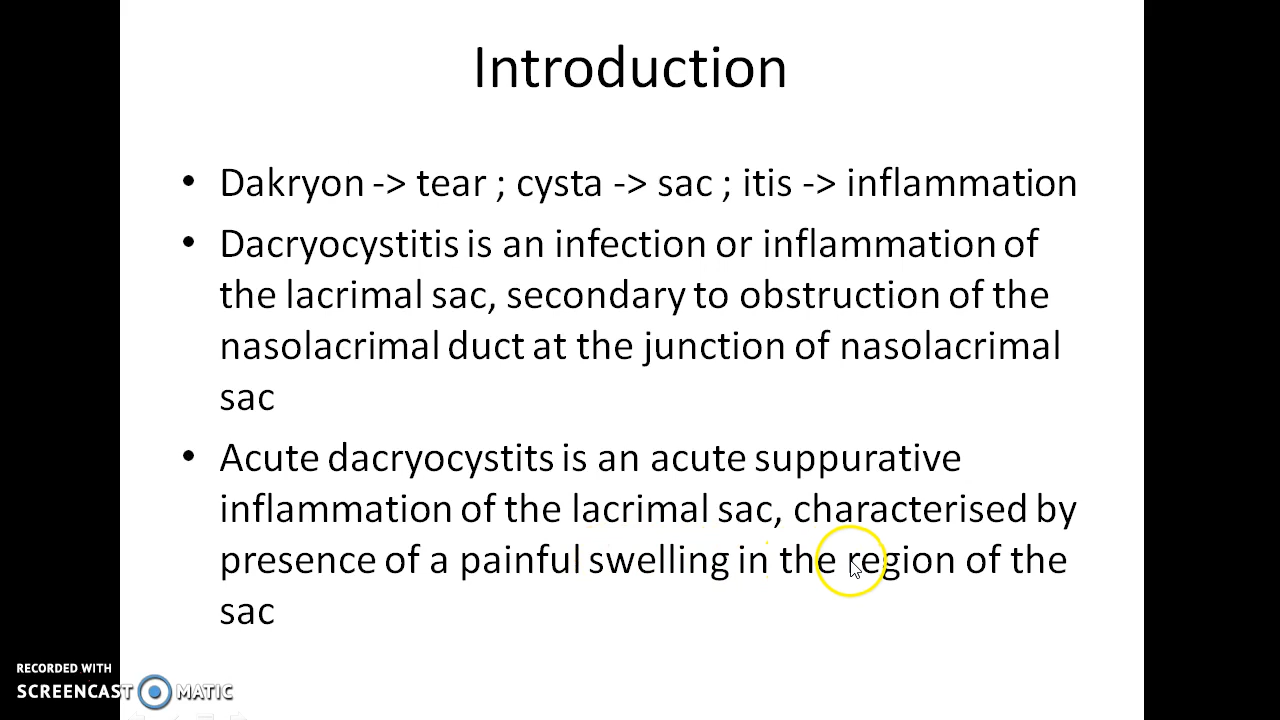 Introduction
• Dakryon -> tear ; cysta -> sac ; itis -> inflammation
• Dacryocystitis is an infection or inflammation of
the lacrimal sac, secondary to obstruction of the
nasolacrimal duct at the junction of nasolacrimal
sac
• Acute dacryocystits is an acute suppurative
inflammation of the lacrimal sac, characterised by
presence of a painful swelling in the region of the
sac
RECORDED WITH
SCREENCAST MATIC